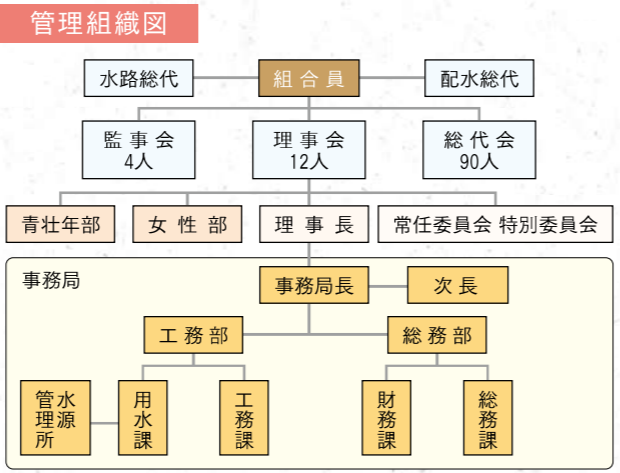 管理組織図
水路総代
組合員
配水総代
監事会
4人
理事会
12人
総代会
90人
青壮年部
女性部
理事長
常任委員会 特別委員会
事務局
事務局長
次長
工務部
総務部
水源
管理所
用水課
工務課
財務課
総務課